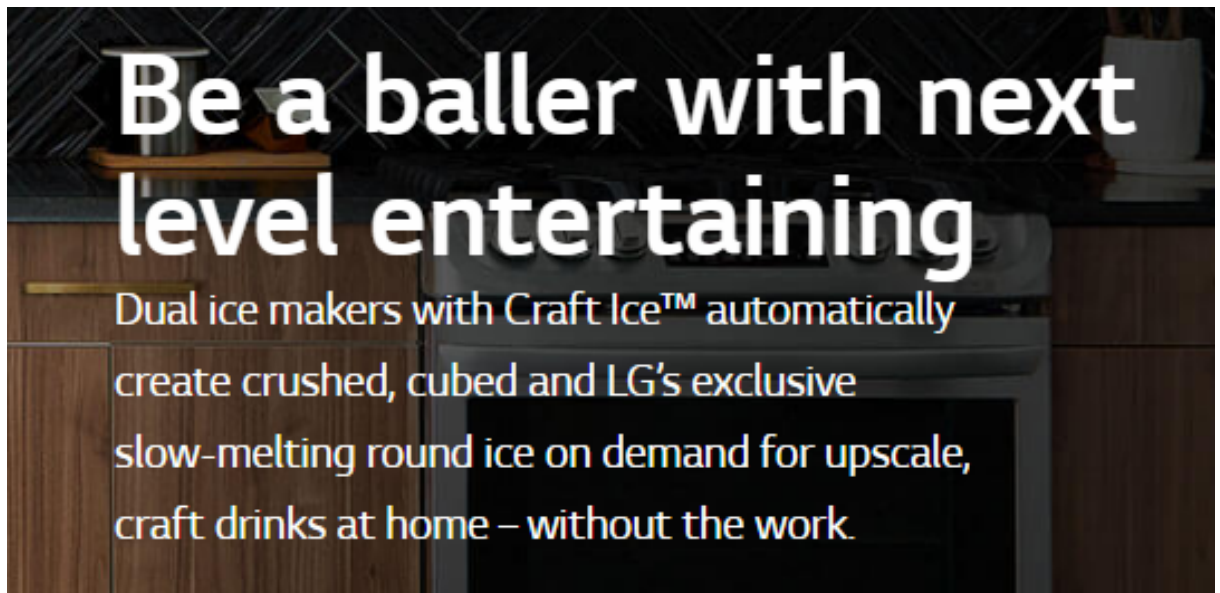 Be a baller with next
level entertaining
Dual ice makers with Craft Ice™ automatically
create crushed, cubed and LG’s exclusive
slow-melting round ice on demand for upscale,
craft drinks at home – without the work.